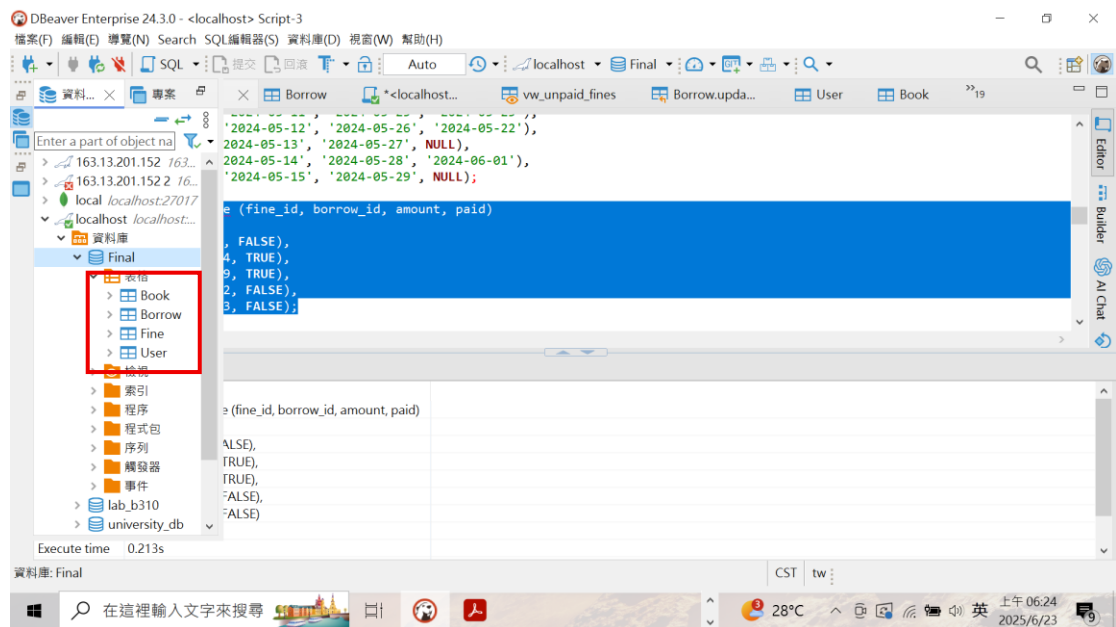 DBeaver Enterprise 24.3.0 - <localhost> Script-3
檔案(F) 編輯(E) 導覽(N) Search SQL編輯器(S) 資料庫(D) 視窗(W) 幫助(H)
SQL 提交 回滾 T Auto localhost Final
資料... 專案 Borrow *<localhost... vw_unpaid_fines Borrow.upda... User Book »19
Enter a part of object na
163.13.201.152 163...
163.13.201.152 2 16...
local localhost:27017
localhost localhost:...
資料庫
Final
表格
Book
Borrow
Fine
User
檢視
索引
程序
程式包
序列
觸發器
事件
lab_b310
university_db
'2024-05-12', '2024-05-26', '2024-05-22'),
2024-05-13', '2024-05-27', NULL),
2024-05-14', '2024-05-28', '2024-06-01'),
'2024-05-15', '2024-05-29', NULL);
e (fine_id, borrow_id, amount, paid)
, FALSE),
4, TRUE),
9, TRUE),
2, FALSE),
3, FALSE);
e (fine_id, borrow_id, amount, paid)
ALSE),
TRUE),
TRUE),
FALSE),
FALSE)
Editor
Builder
AI Chat
Execute time 0.213s
資料庫: Final
CST tw
在這裡輸入文字來搜尋
28°C 英 上午 06:24
2025/6/23
9